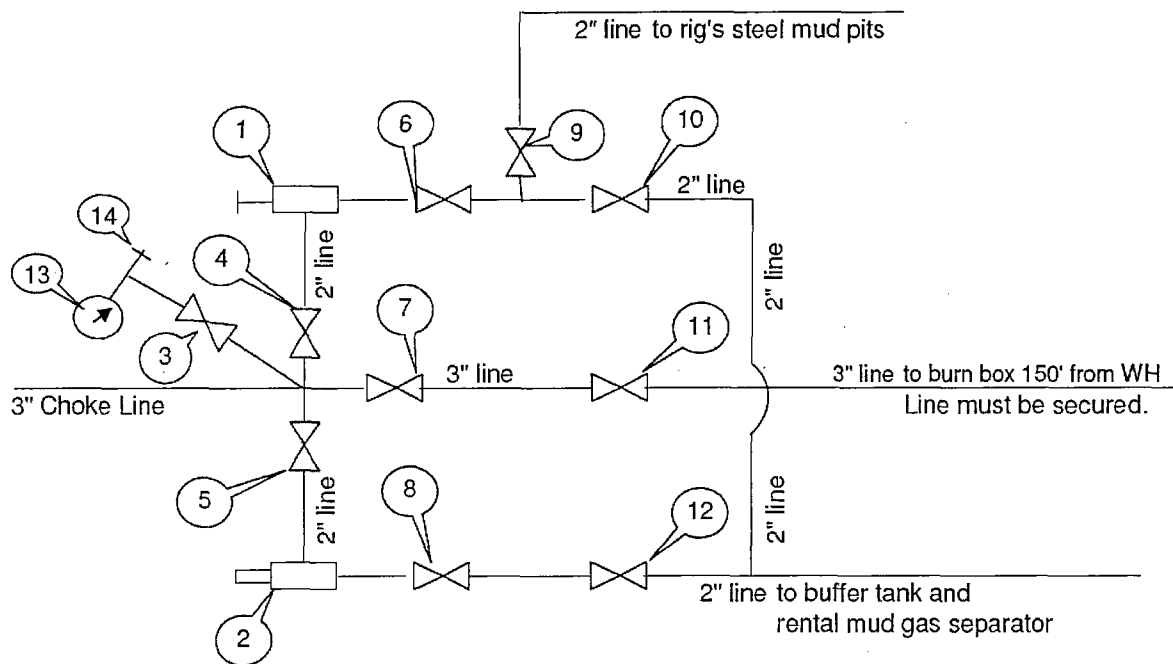 2" line to rig's steel mud pits
1
6
9
10
2" line
14
4
2" line
2" line
13
7
11
3
3" line
3" line to burn box 150' from WH
3" Choke Line
Line must be secured.
5
2" line
8
12
2" line
2" line to buffer tank and
2
rental mud gas separator